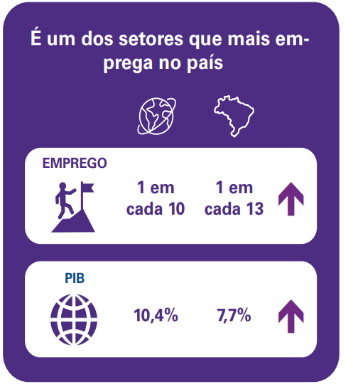 É um dos setores que mais em-
prega no país
EMPREGO
1 em 1 em
cada 10 cada 13
PIB
10,4% 7,7%